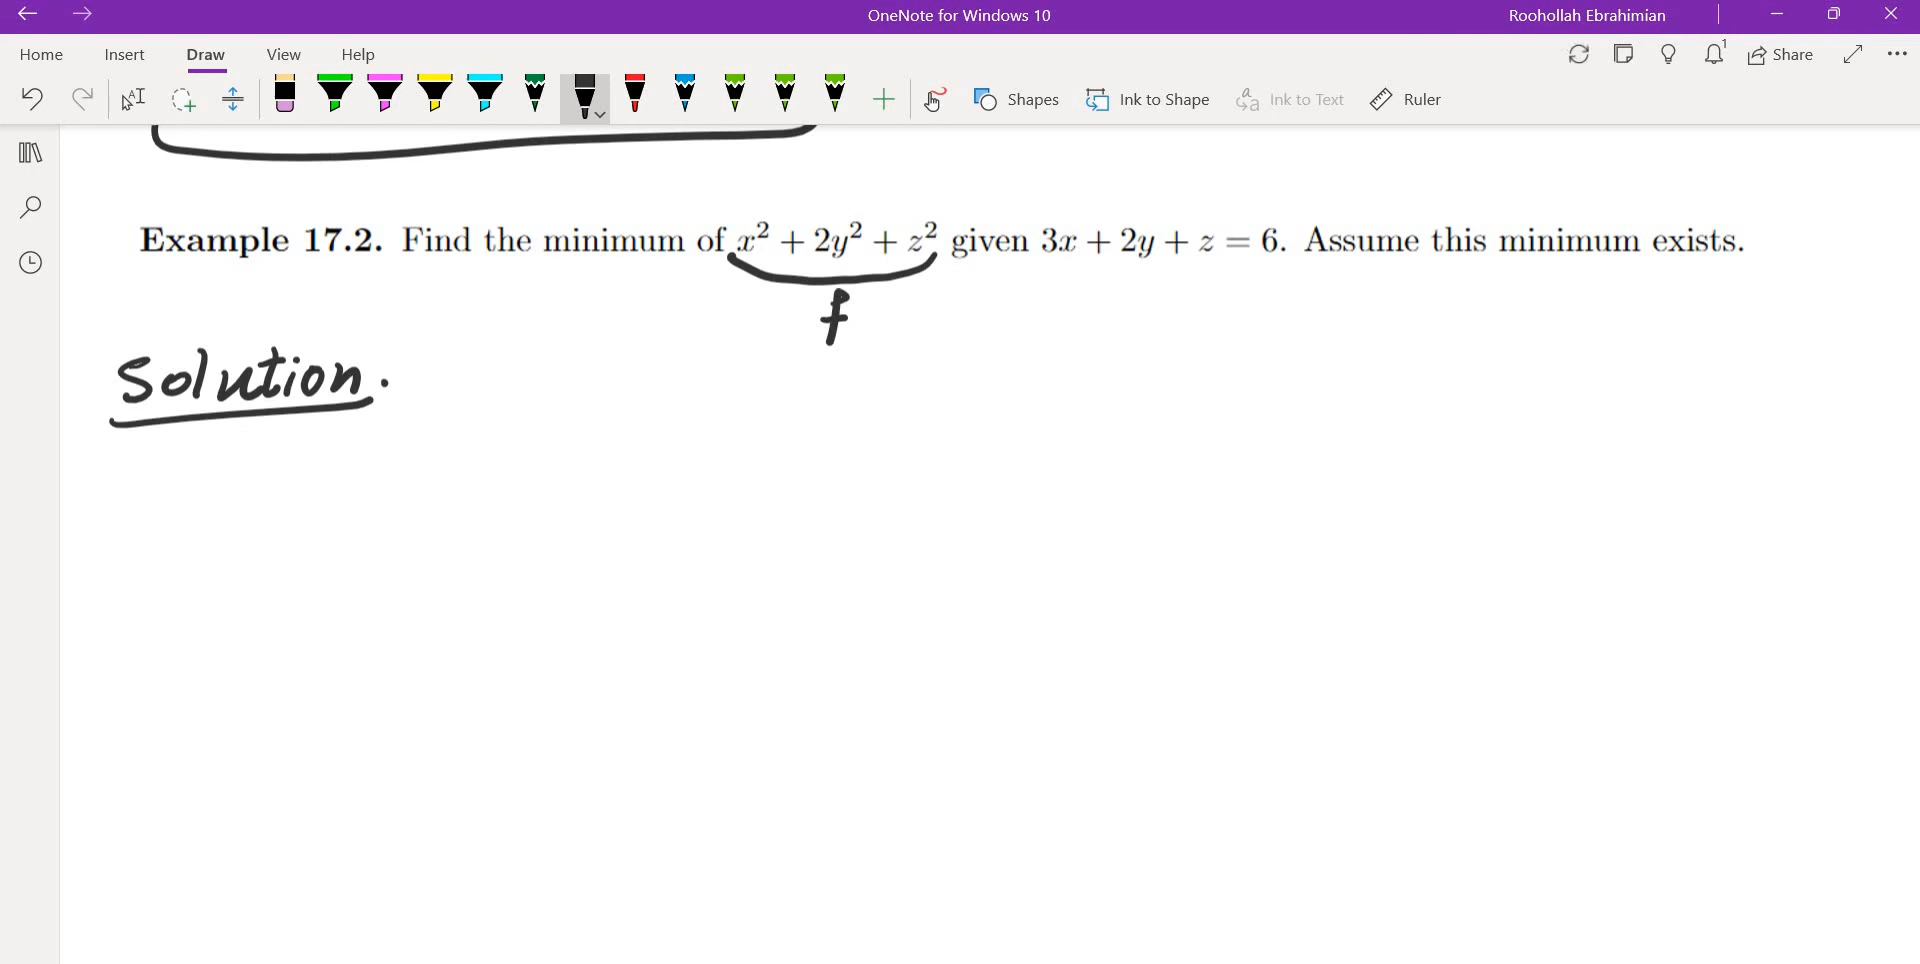 OneNote for Windows 10
Roohollah Ebrahimian
Home Insert Draw View Help
1
Share
Shapes Ink to Shape Ink to Text Ruler
Example 17.2. Find the minimum of x² + 2y² + z² given 3x + 2y + z = 6. Assume this minimum exists.
f
Solution.